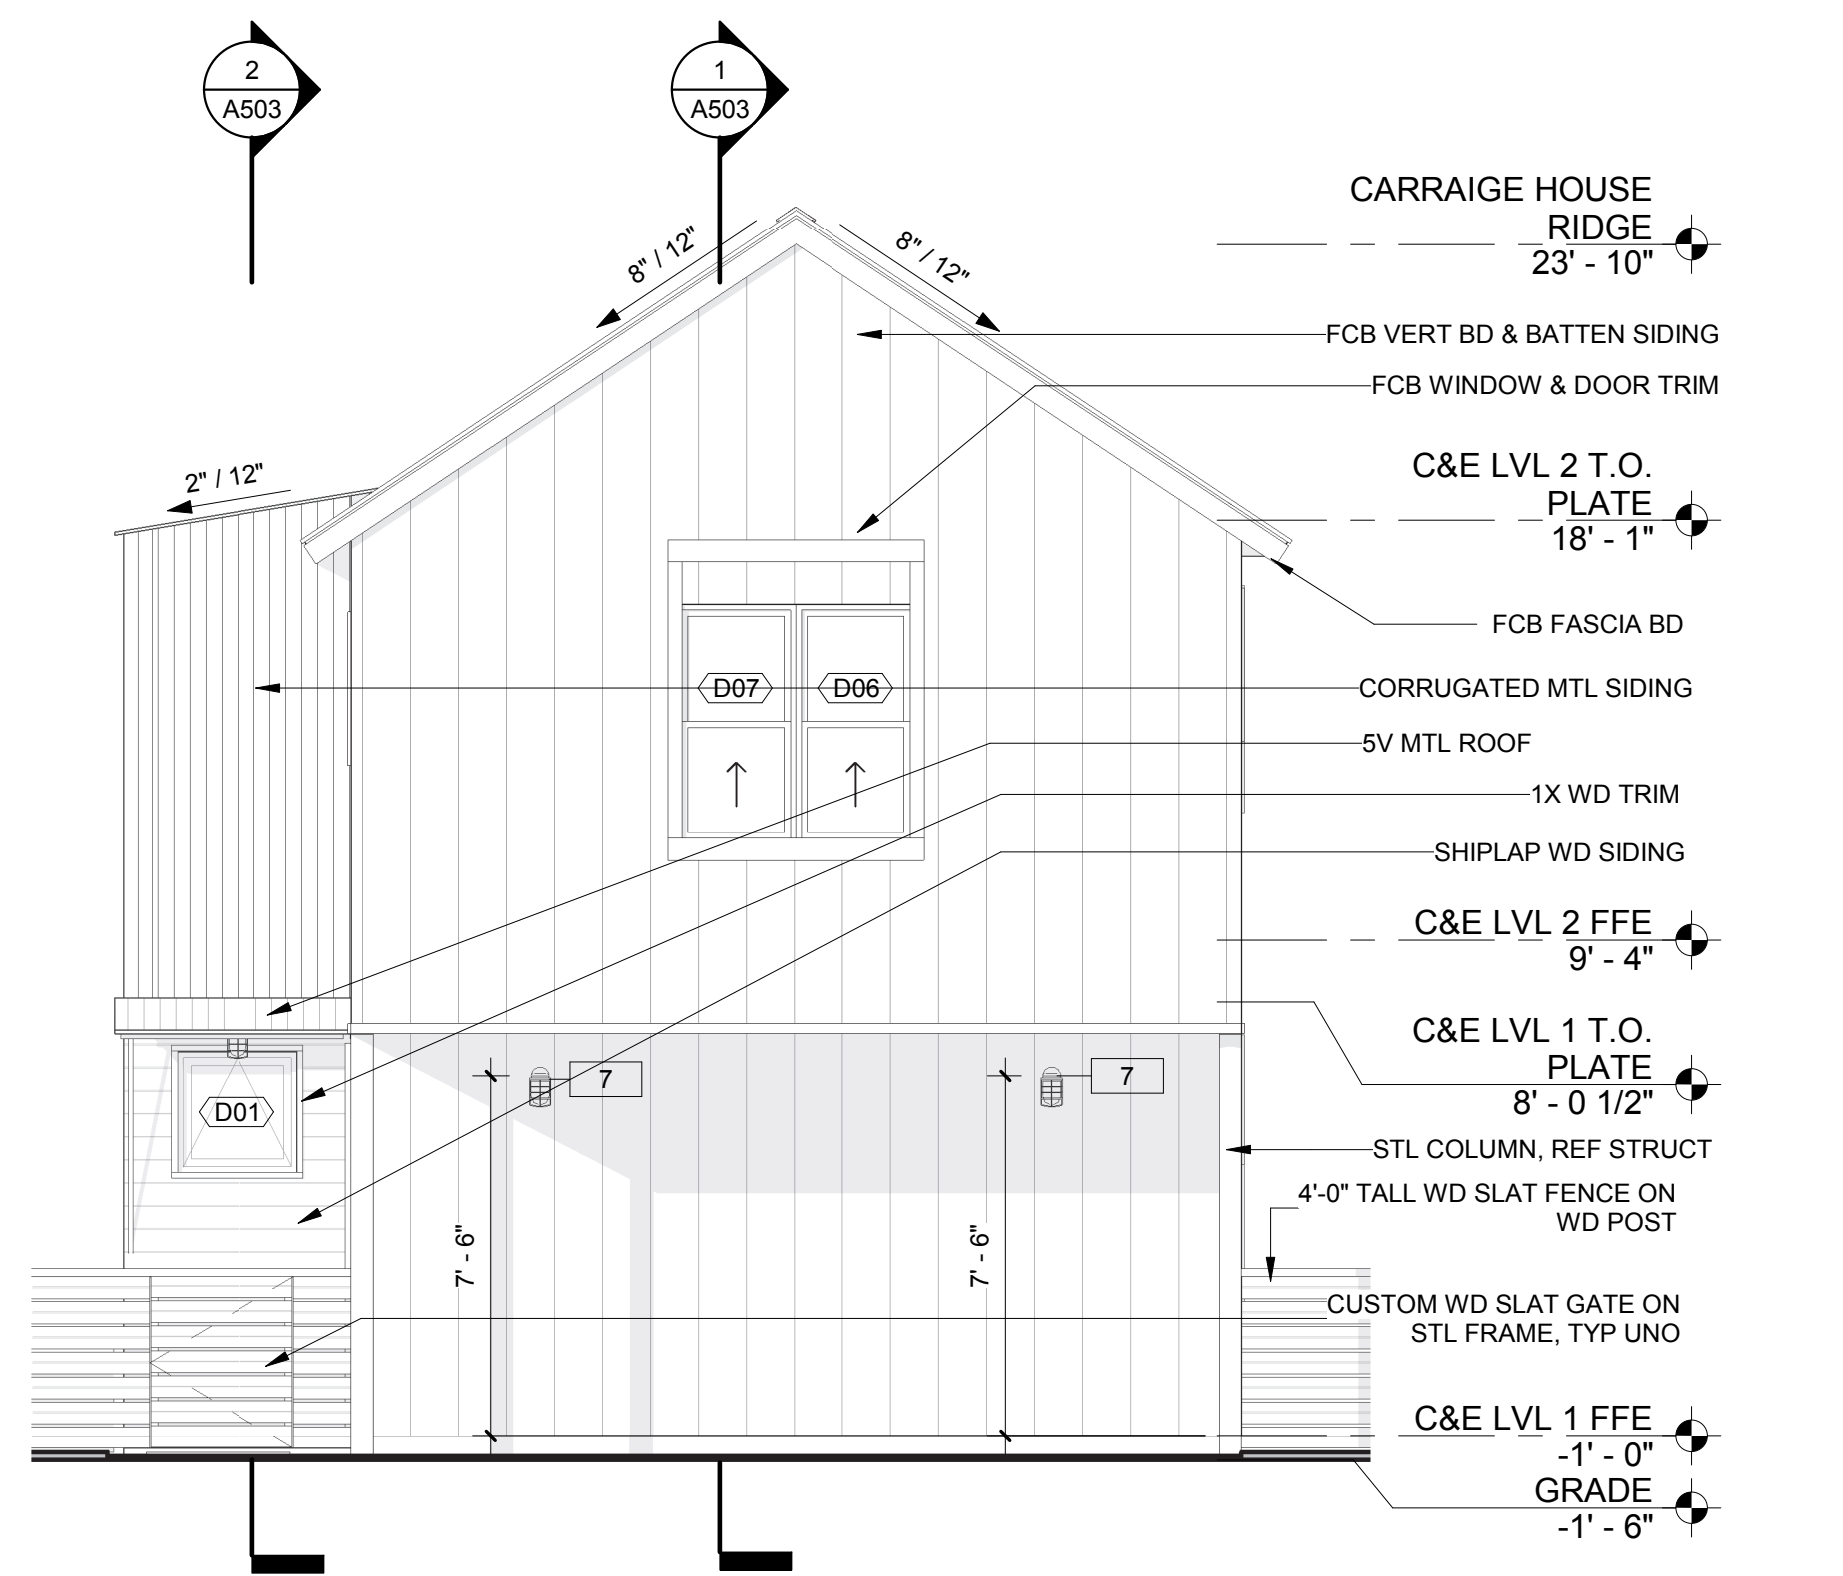 2
A503
1
A503
CARRAIGE HOUSE
RIDGE
23' - 10"
8" / 12"
8" / 12"
FCB VERT BD & BATTEN SIDING
FCB WINDOW & DOOR TRIM
C&E LVL 2 T.O.
PLATE
18' - 1"
2" / 12"
FCB FASCIA BD
D07
D06
CORRUGATED MTL SIDING
5V MTL ROOF
1X WD TRIM
SHIPLAP WD SIDING
C&E LVL 2 FFE
9' - 4"
C&E LVL 1 T.O.
PLATE
8' - 0 1/2"
7
7
D01
STL COLUMN, REF STRUCT
4'-0" TALL WD SLAT FENCE ON
WD POST
7' - 6"
7' - 6"
CUSTOM WD SLAT GATE ON
STL FRAME, TYP UNO
C&E LVL 1 FFE
-1' - 0"
GRADE
-1' - 6"